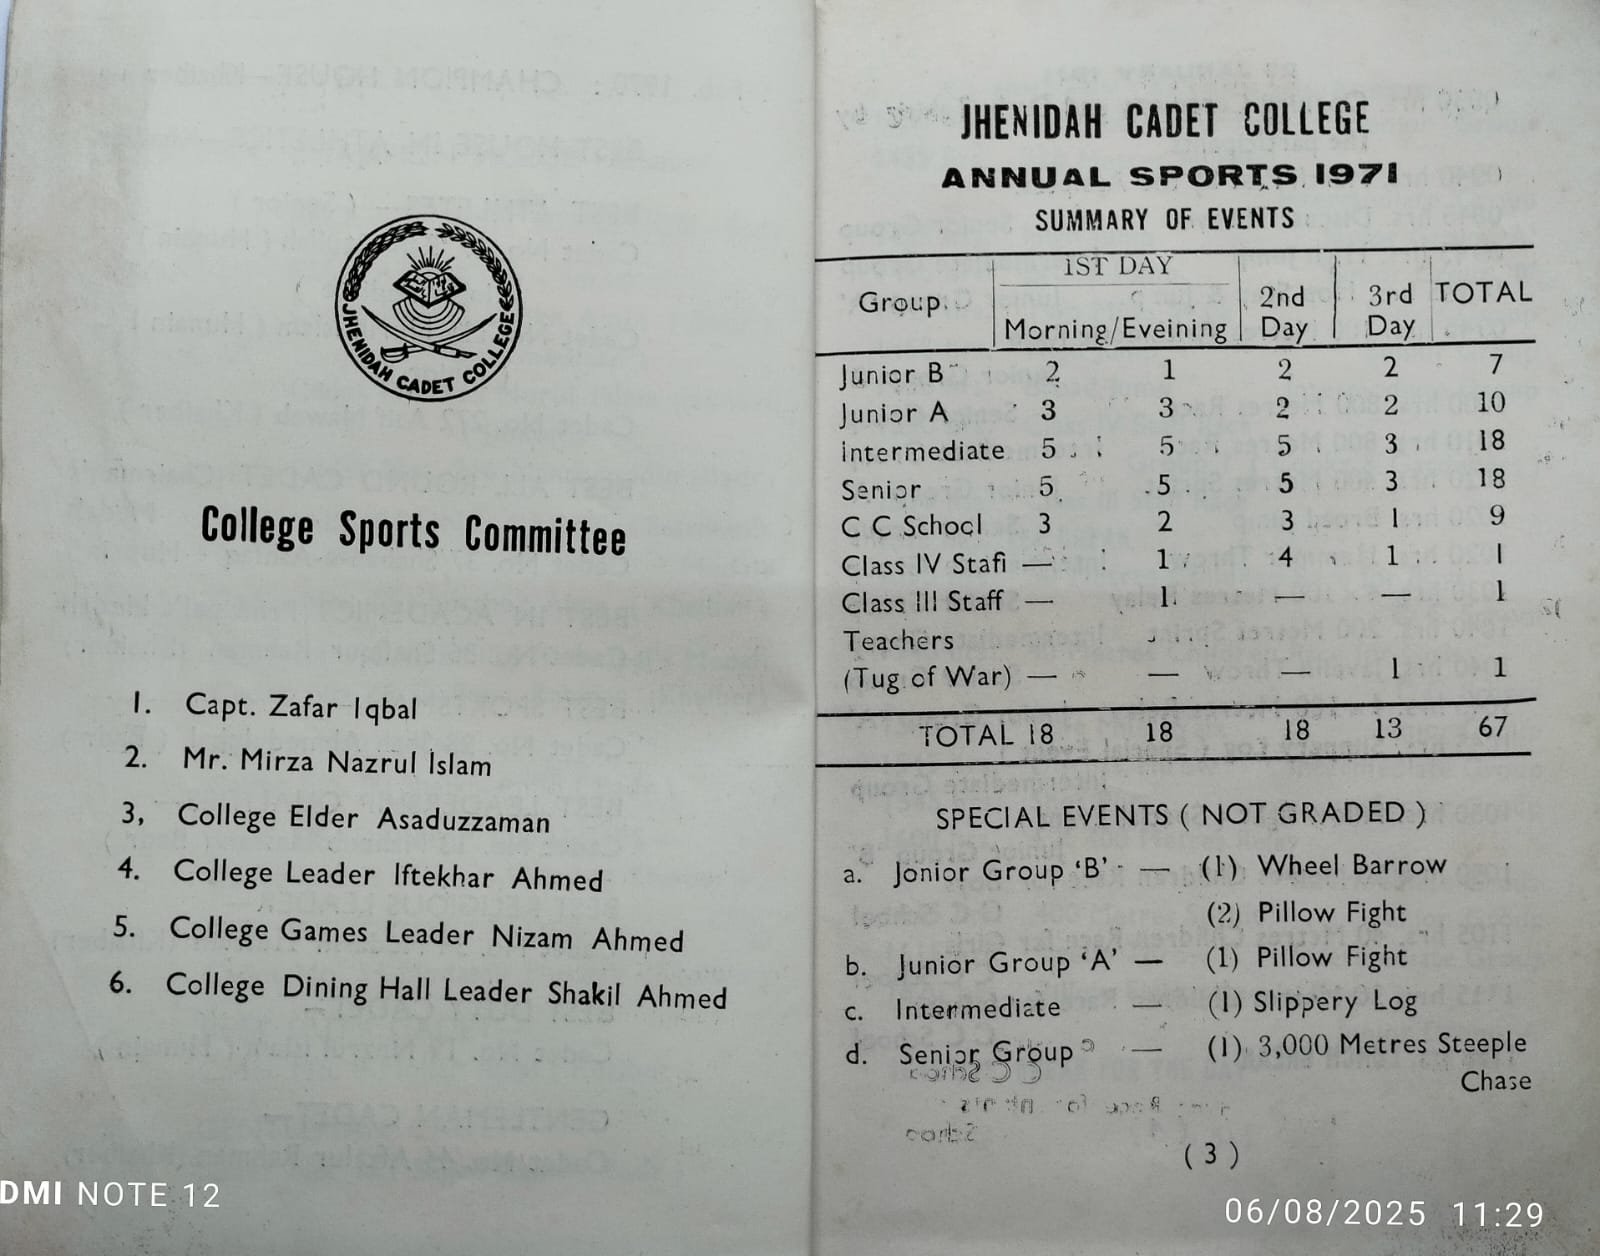 JHENIDAH CADET COLLEGE
College Sports Committee
1. Capt. Zafar Iqbal
2. Mr. Mirza Nazrul Islam
3, College Elder Asaduzzaman
4. College Leader Iftekhar Ahmed
5. College Games Leader Nizam Ahmed
6. College Dining Hall Leader Shakil Ahmed
JHENIDAH CADET COLLEGE
ANNUAL SPORTS 1971
SUMMARY OF EVENTS
Group 1ST DAY Morning/Eveining 2nd Day 3rd Day TOTAL
Junior B 2 1 2 2 7
Junior A 3 3 2 2 10
intermediate 5 5 5 3 18
Senior 5 5 5 3 18
C C School 3 2 3 1 9
Class IV Stafi — 1 4 1 1
Class III Staff — 1 — — 1
Teachers
(Tug of War) — — — 1 1
TOTAL 18 18 18 13 67
SPECIAL EVENTS ( NOT GRADED )
a. Jonior Group ‘B’ — (1) Wheel Barrow
(2) Pillow Fight
b. Junior Group ‘A’ — (1) Pillow Fight
c. Intermediate — (1) Slippery Log
d. Senior Group — (1) 3,000 Metres Steeple
Chase
( 3 )
DMI NOTE 12
06/08/2025 11:29